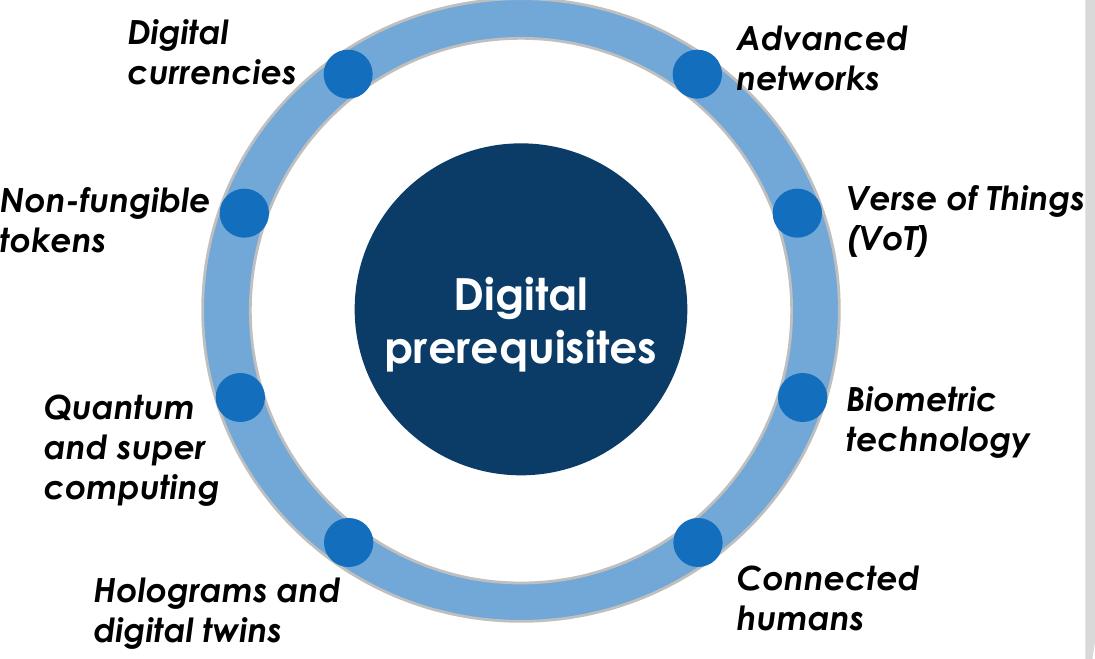 Digital
currencies
Advanced
networks
Non-fungible
tokens
Verse of Things
(VoT)
Digital
prerequisites
Quantum
and super
computing
Biometric
technology
Holograms and
digital twins
Connected
humans